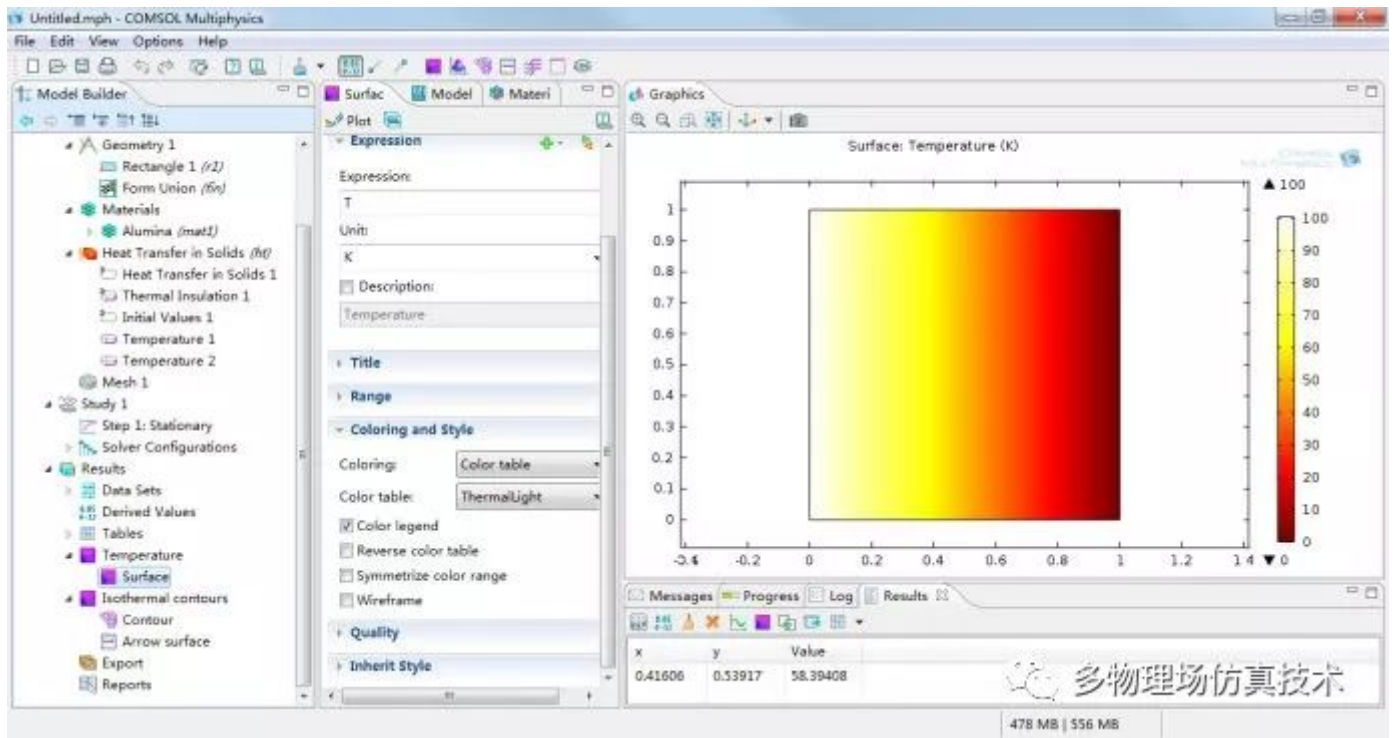 Untitled.mph - COMSOL Multiphysics
File Edit View Options Help
Model Builder
Geometry 1
Rectangle 1 (r1)
Form Union (fin)
Materials
Alumina (mat1)
Heat Transfer in Solids (ht)
Heat Transfer in Solids 1
Thermal Insulation 1
Initial Values 1
Temperature 1
Temperature 2
Mesh 1
Study 1
Step 1: Stationary
Solver Configurations
Results
Data Sets
Derived Values
Tables
Temperature
Surface
Isothermal contours
Contour
Arrow surface
Export
Reports
Surfac Model Materi
Plot
Expression
Expression:
T
Unit:
K
Description:
Temperature
Title
Range
Coloring and Style
Coloring: Color table
Color table: ThermalLight
Color legend
Reverse color table
Symmetrize color range
Wireframe
Quality
Inherit Style
Graphics
Surface: Temperature (K)
▲ 100
1
0.9
0.8
0.7
0.6
0.5
0.4
0.3
0.2
0.1
0
-0.4 -0.2 0 0.2 0.4 0.6 0.8 1 1.2 1.4
100
90
80
70
60
50
40
30
20
10
0
▼ 0
Messages Progress Log Results
x y Value
0.41606 0.53917 58.39408
多物理场仿真技术
478 MB | 556 MB